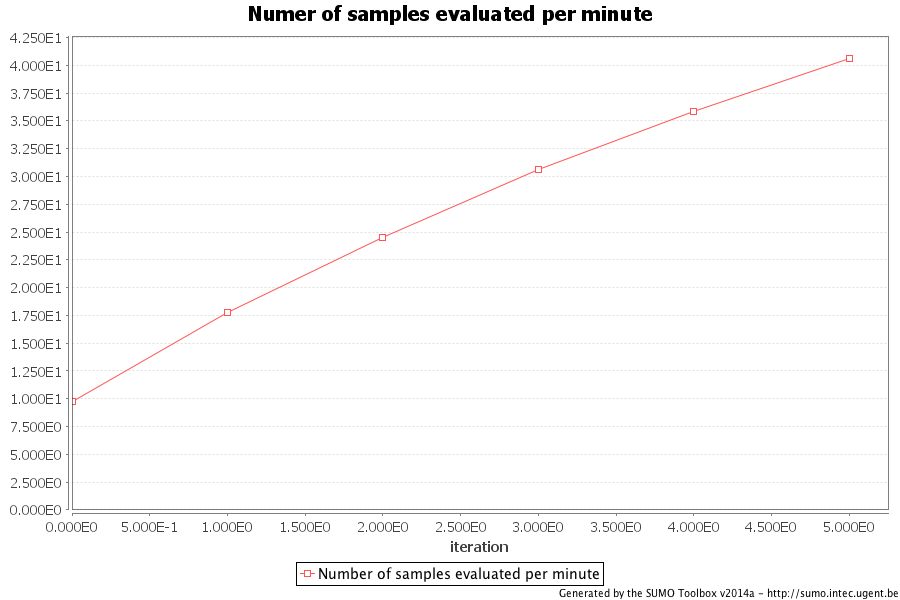 Numer of samples evaluated per minute
4.250E1
4.000E1
3.750E1
3.500E1
3.250E1
3.000E1
2.750E1
2.500E1
2.250E1
2.000E1
1.750E1
1.500E1
1.250E1
1.000E1
7.500E0
5.000E0
2.500E0
0.000E0
0.000E0 5.000E-1 1.000E0 1.500E0 2.000E0 2.500E0 3.000E0 3.500E0 4.000E0 4.500E0 5.000E0
iteration
Number of samples evaluated per minute
Generated by the SUMO Toolbox v2014a - http://sumo.intec.ugent.be